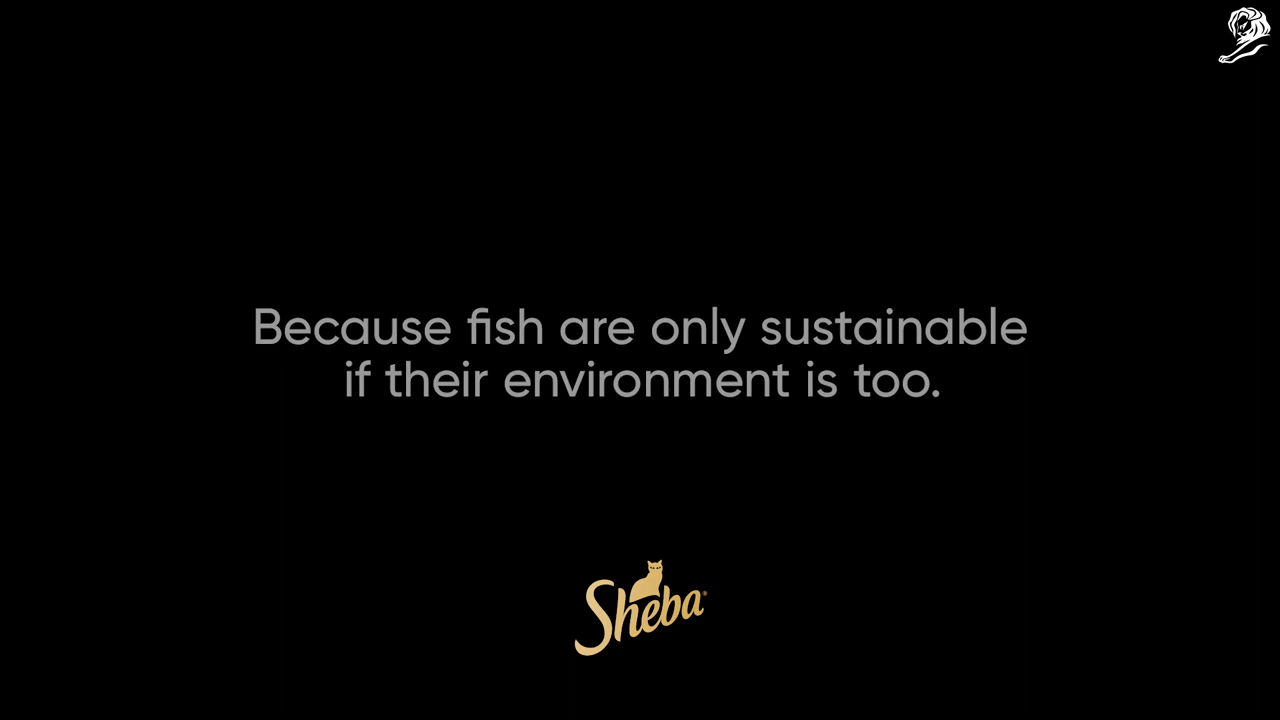 Because fish are only sustainable
if their environment is too.
Sheba